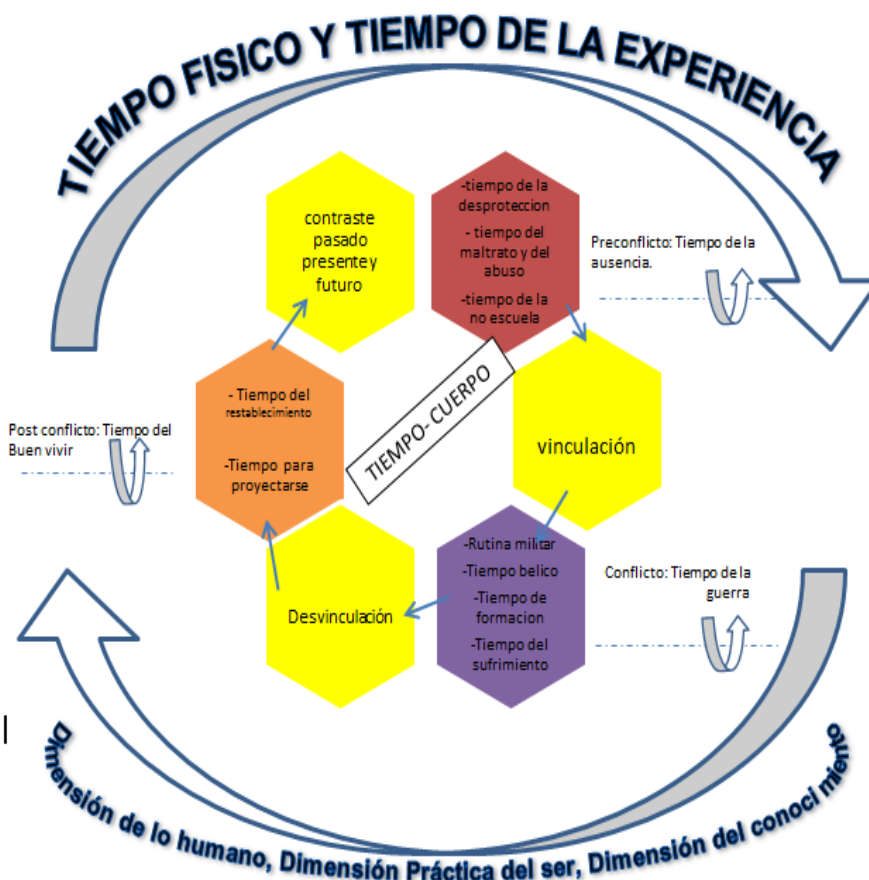 TIEMPO FISICO Y TIEMPO DE LA EXPERIENCIA
contraste
pasado
presente y
futuro
-tiempo de la
desproteccion
- tiempo del
maltrato y del
abuso
-tiempo de la
no escuela
Preconflicto: Tiempo de la
ausencia.
TIEMPO- CUERPO
- Tiempo del
restablecimiento
-Tiempo para
proyectarse
Post conflicto: Tiempo del
Buen vivir
vinculación
Desvinculación
-Rutina militar
-Tiempo belico
-Tiempo de
formacion
-Tiempo del
sufrimiento
Conflicto: Tiempo de la
guerra
Dimensión de lo humano, Dimensión Práctica del ser, Dimensión del conoci miento